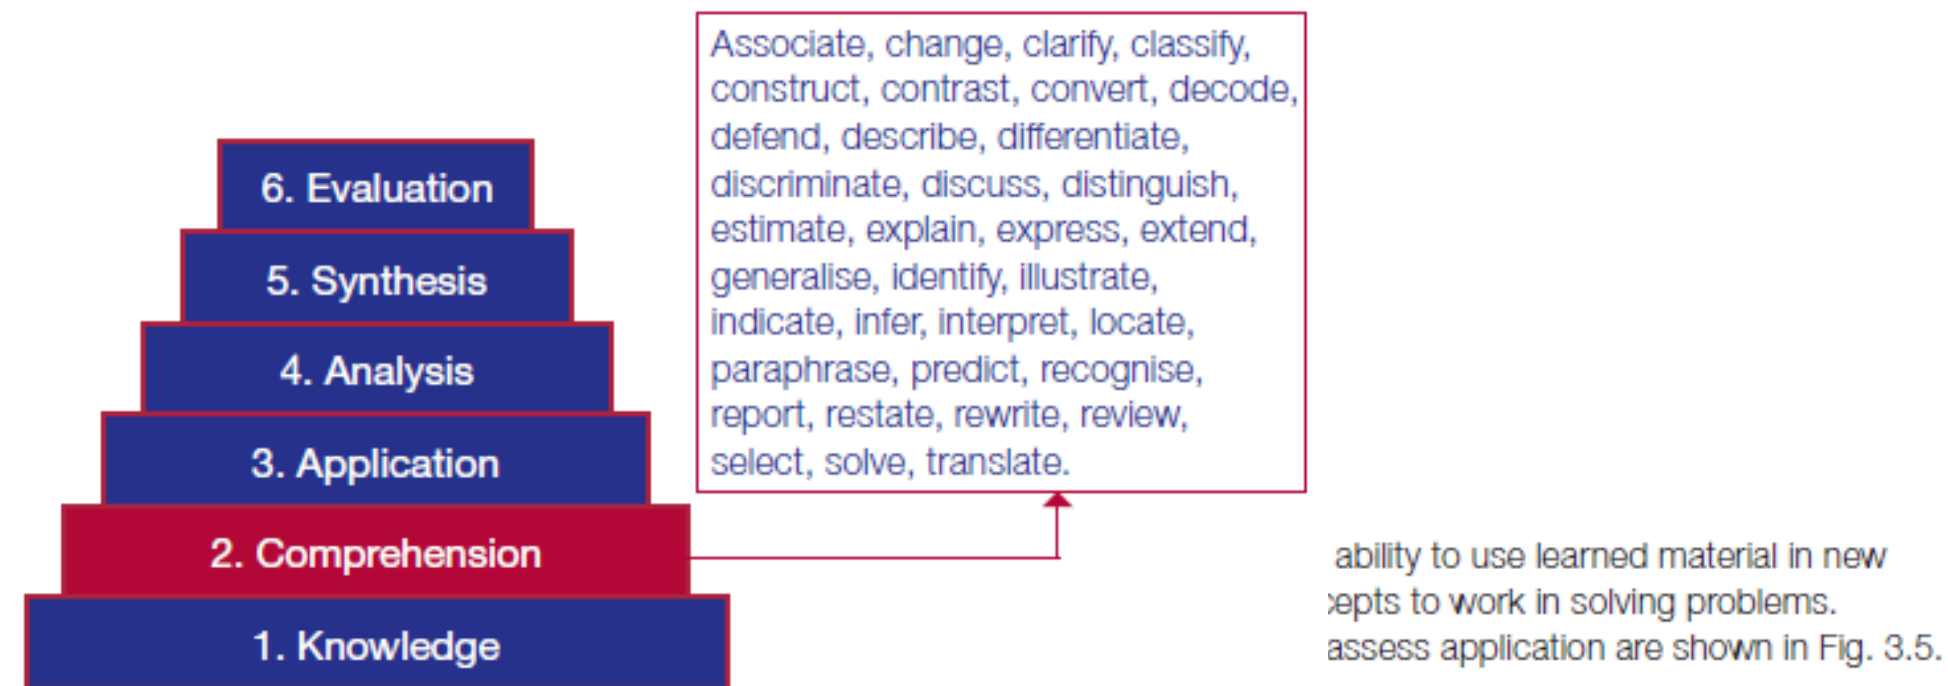 6. Evaluation
5. Synthesis
4. Analysis
3. Application
2. Comprehension
1. Knowledge
Associate, change, clarify, classify,
construct, contrast, convert, decode,
defend, describe, differentiate,
discriminate, discuss, distinguish,
estimate, explain, express, extend,
generalise, identify, illustrate,
indicate, infer, interpret, locate,
paraphrase, predict, recognise,
report, restate, rewrite, review,
select, solve, translate.
ability to use learned material in new
to work in solving problems.
assess application are shown in Fig. 3.5.